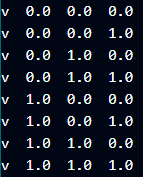 v 0.0 0.0 0.0
v 0.0 0.0 1.0
v 0.0 1.0 0.0
v 0.0 1.0 1.0
v 1.0 0.0 0.0
v 1.0 0.0 1.0
v 1.0 1.0 0.0
v 1.0 1.0 1.0